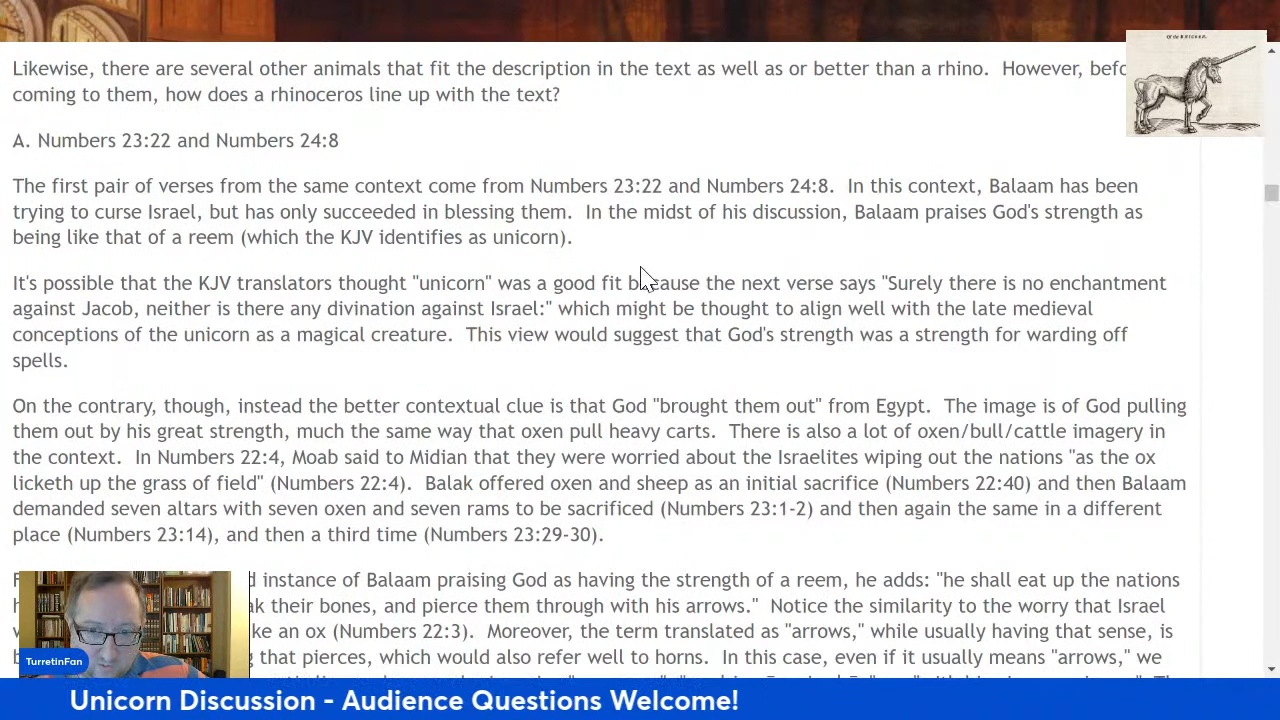 Of the UNICORN.
Likewise, there are several other animals that fit the description in the text as well as or better than a rhino.  However, befo
coming to them, how does a rhinoceros line up with the text?
A. Numbers 23:22 and Numbers 24:8
The first pair of verses from the same context come from Numbers 23:22 and Numbers 24:8.  In this context, Balaam has been
trying to curse Israel, but has only succeeded in blessing them.  In the midst of his discussion, Balaam praises God's strength as
being like that of a reem (which the KJV identifies as unicorn).
It's possible that the KJV translators thought "unicorn" was a good fit because the next verse says "Surely there is no enchantment
against Jacob, neither is there any divination against Israel:" which might be thought to align well with the late medieval
conceptions of the unicorn as a magical creature.  This view would suggest that God's strength was a strength for warding off
spells.
On the contrary, though, instead the better contextual clue is that God "brought them out" from Egypt.  The image is of God pulling
them out by his great strength, much the same way that oxen pull heavy carts.  There is also a lot of oxen/bull/cattle imagery in
the context.  In Numbers 22:4, Moab said to Midian that they were worried about the Israelites wiping out the nations "as the ox
licketh up the grass of field" (Numbers 22:4).  Balak offered oxen and sheep as an initial sacrifice (Numbers 22:40) and then Balaam
demanded seven altars with seven oxen and seven rams to be sacrificed (Numbers 23:1-2) and then again the same in a different
place (Numbers 23:14), and then a third time (Numbers 23:29-30).
d instance of Balaam praising God as having the strength of a reem, he adds: "he shall eat up the nations
ak their bones, and pierce them through with his arrows."  Notice the similarity to the worry that Israel
ke an ox (Numbers 22:3).  Moreover, the term translated as "arrows," while usually having that sense, is
g that pierces, which would also refer well to horns.  In this case, even if it usually means "arrows," we
TurretinFan
Unicorn Discussion - Audience Questions Welcome!